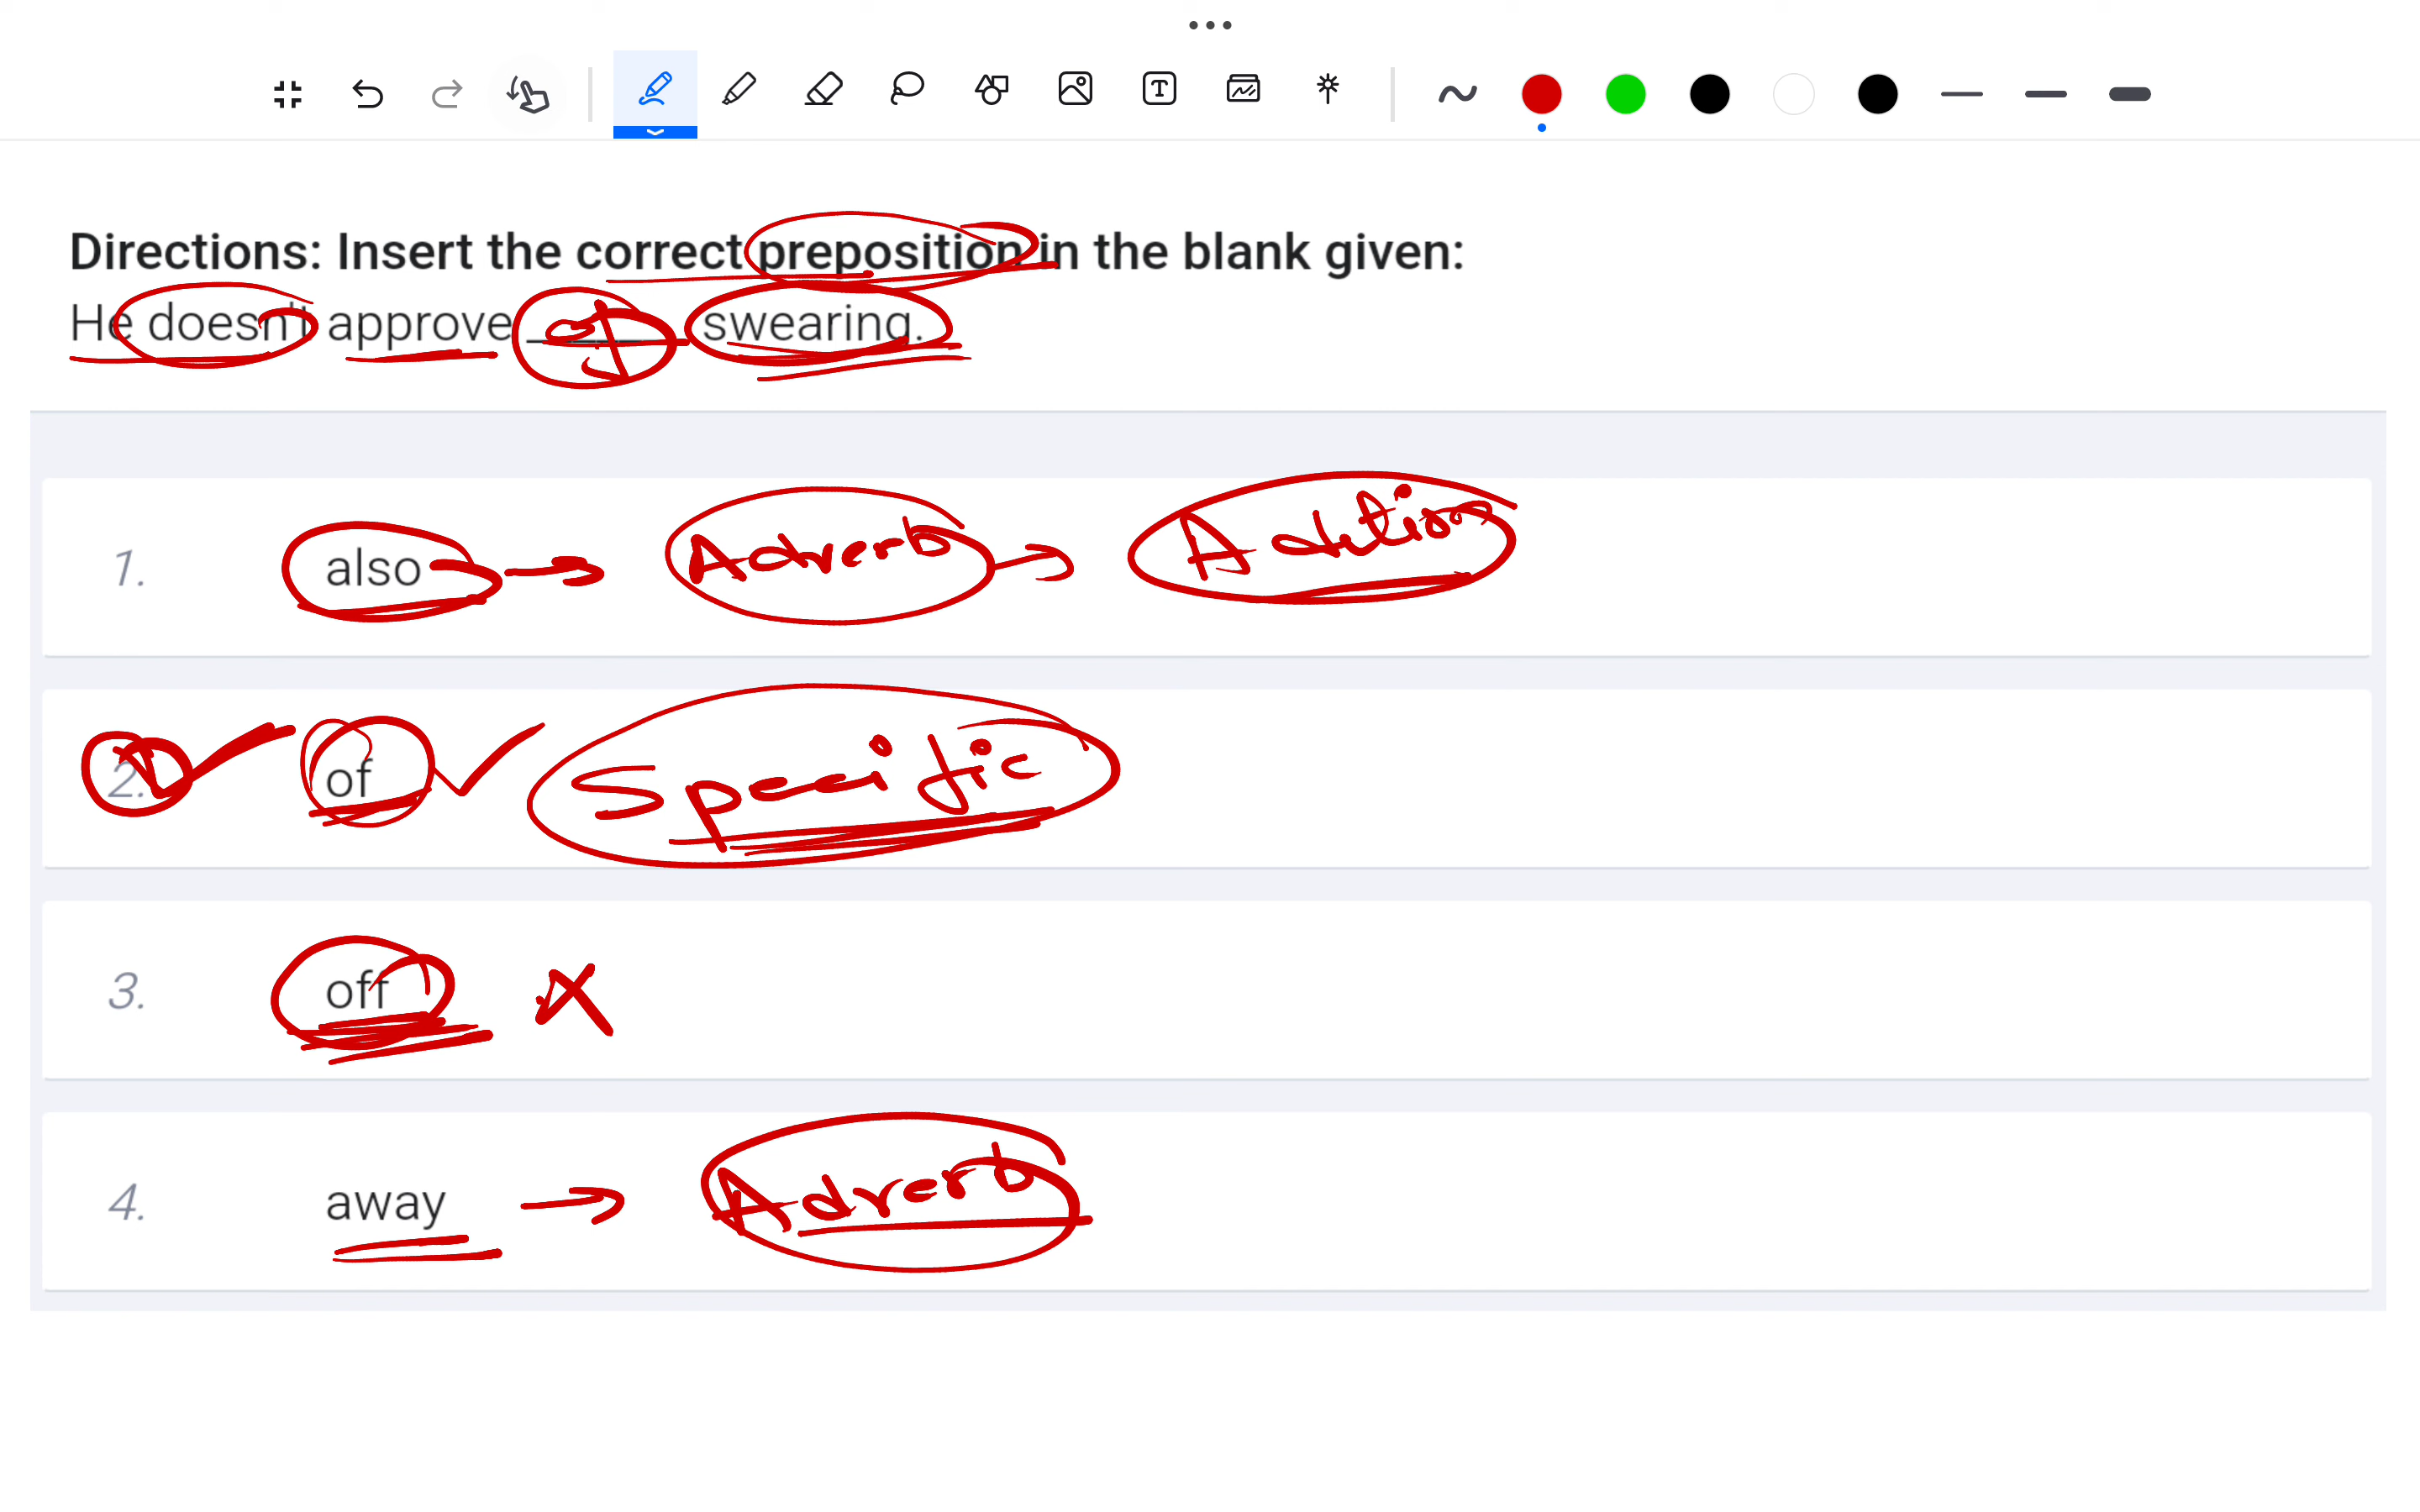 Directions: Insert the correct preposition in the blank given:
He doesn't approve of swearing.
1. also → Adverb → Addition
2. of Specific
3. off
4. away → Adverb